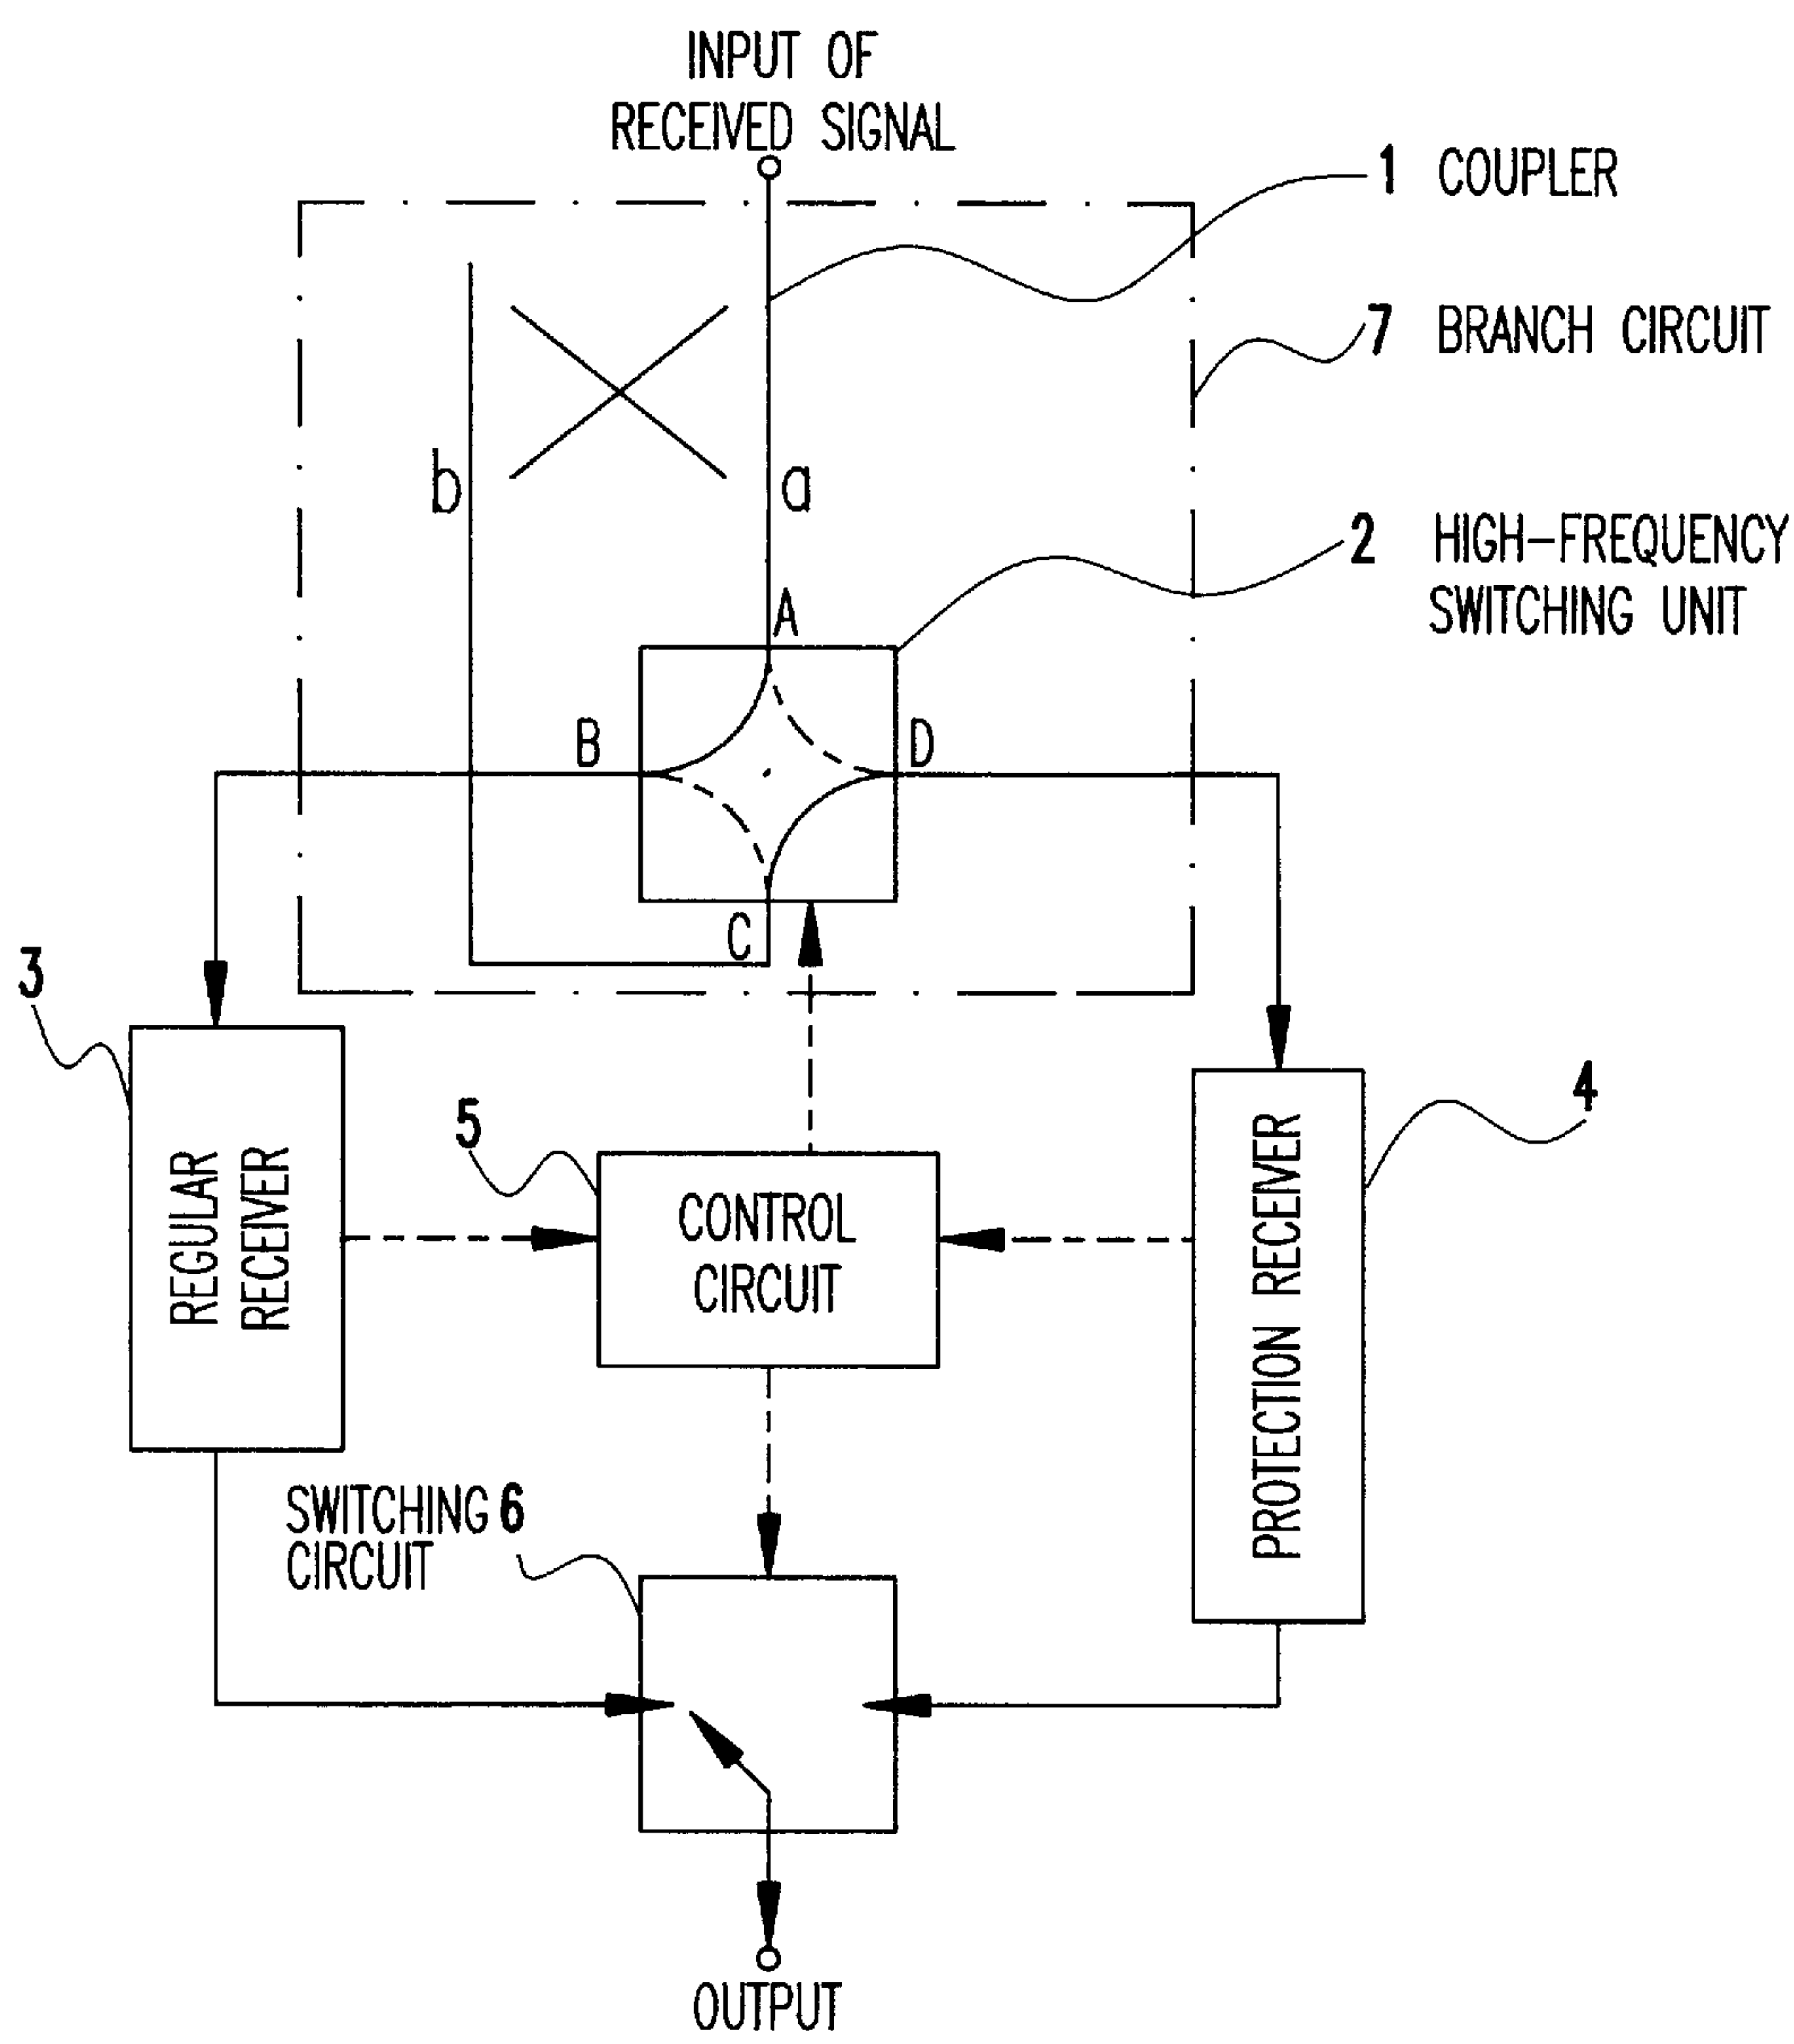 INPUT OF
RECEIVED SIGNAL
1 COUPLER
7 BRANCH CIRCUIT
b
a
2 HIGH-FREQUENCY
SWITCHING UNIT
A
B
D
C
3
4
5
REGULAR
RECEIVER
CONTROL
CIRCUIT
PROTECTION RECEIVER
SWITCHING 6
CIRCUIT
OUTPUT